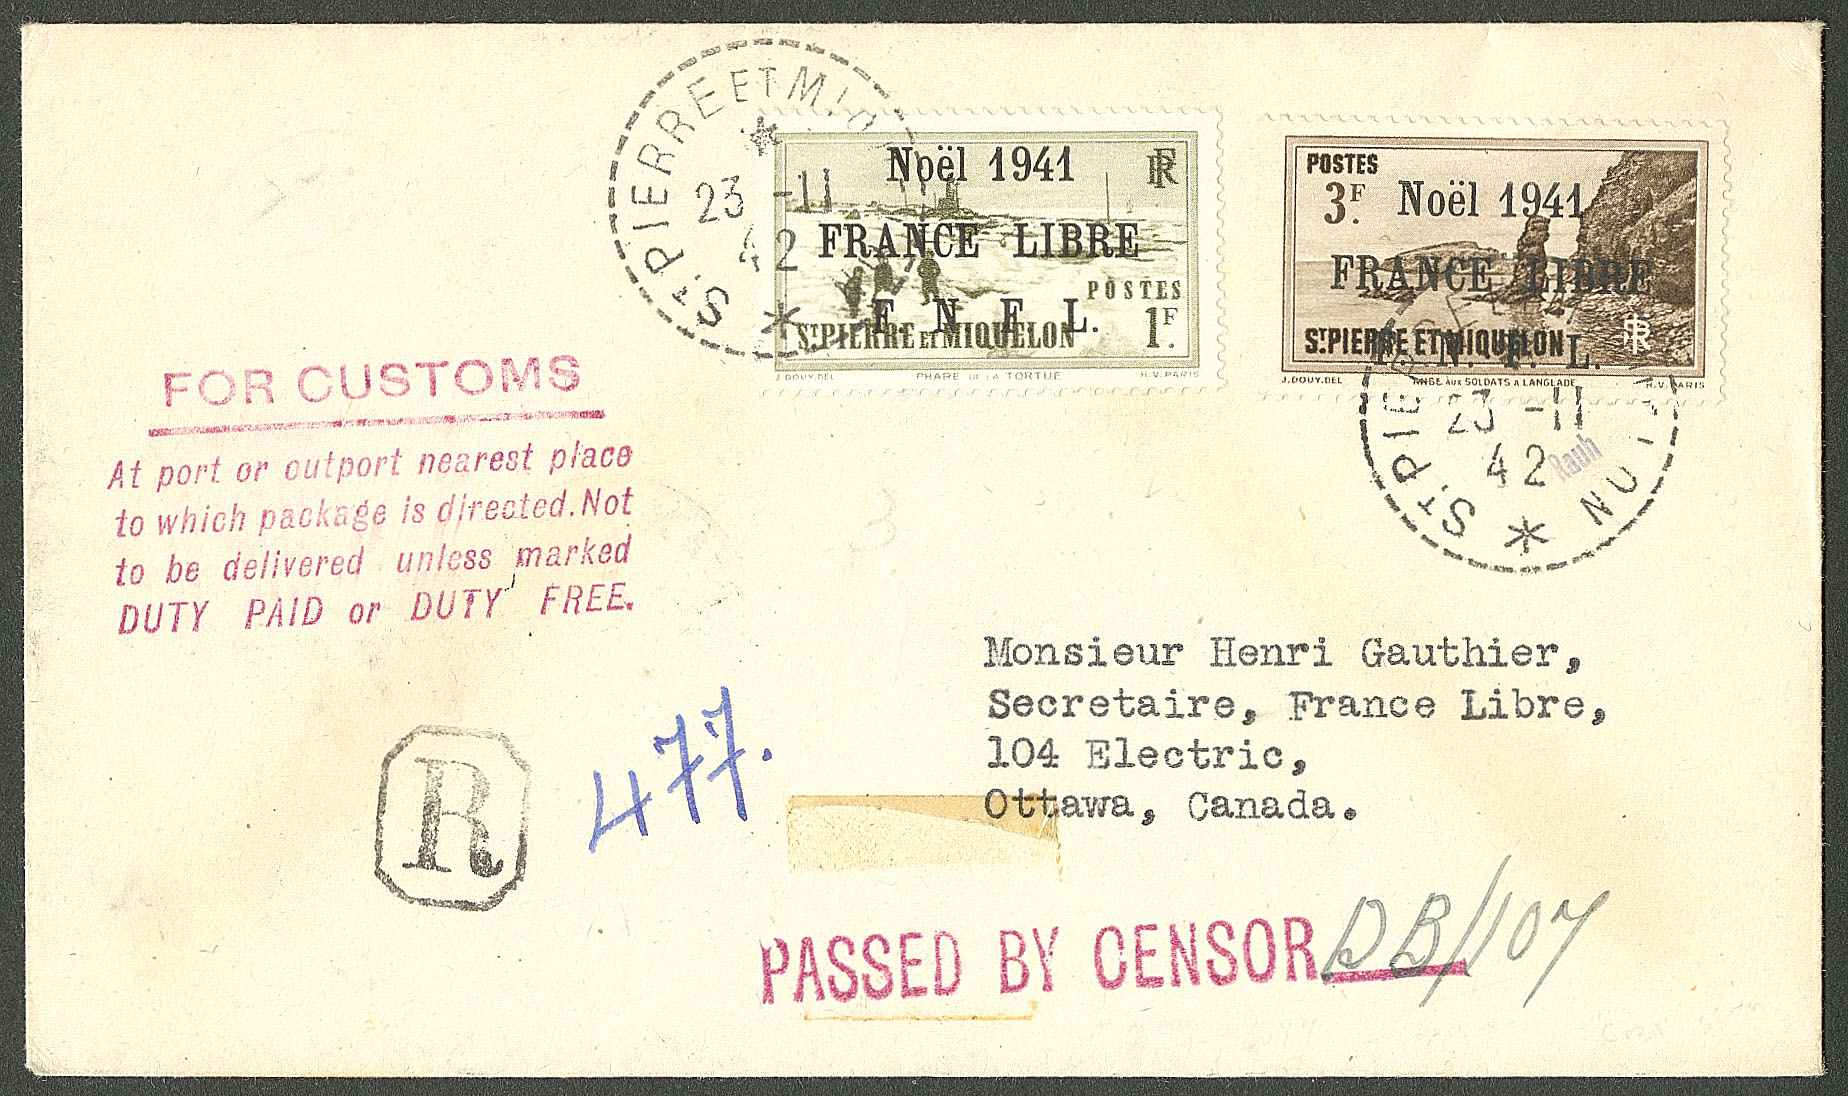 St PIERRE ET MIQ
23 -11
42
Noël 1941
RF
FRANCE LIBRE
F. N. F. L.
POSTES
1F.
ST PIERRE ET MIQUELON
J.DOUY.DEL PHARE DE LA TORTUE H.V.PARIS
POSTES
3F.
Noël 1941
FRANCE LIBRE
F. N. F. L.
ST PIERRE ET MIQUELON
RF
J.DOUY.DEL ANSE AUX SOLDATS A LANGLADE H.V.PARIS
St PIERRE
23 -11
42
Rauh
FOR CUSTOMS
At port or outport nearest place
to which package is directed. Not
to be delivered unless marked
DUTY PAID or DUTY FREE.
Monsieur Henri Gauthier,
Secretaire, France Libre,
104 Electric,
Ottawa, Canada.
R
477.
PASSED BY CENSOR DB/107